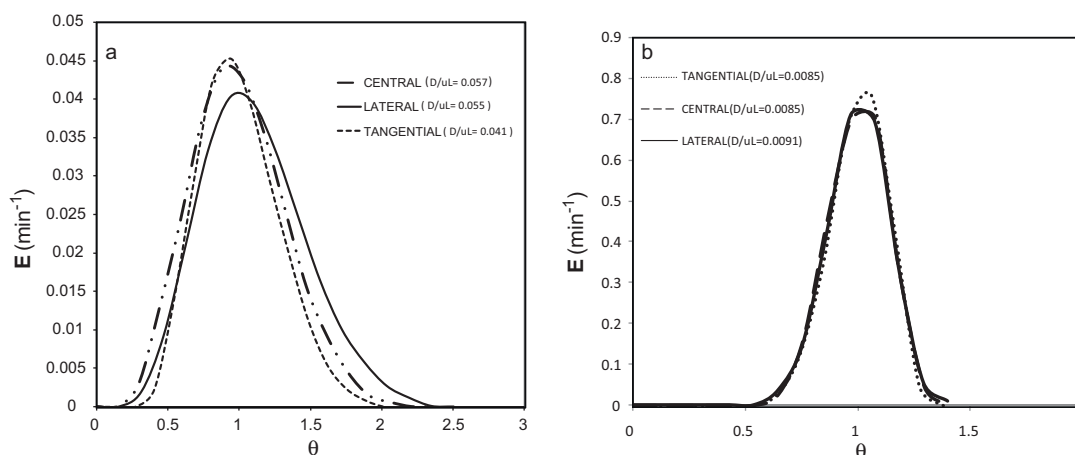 0.05
a
0.045
0.04
0.035
0.03
0.025
0.02
0.015
0.01
0.005
0
E (min⁻¹)
CENTRAL (D/uL= 0.057)
LATERAL (D/uL= 0.055)
TANGENTIAL ( D/uL= 0.041)
0 0.5 1 1.5 2 2.5 3
θ
0.9
b
0.8
0.7
0.6
0.5
0.4
0.3
0.2
0.1
0
E (min⁻¹)
TANGENTIAL(D/uL=0.0085)
CENTRAL(D/uL=0.0085)
LATERAL(D/uL=0.0091)
0 0.5 1 1.5
θ